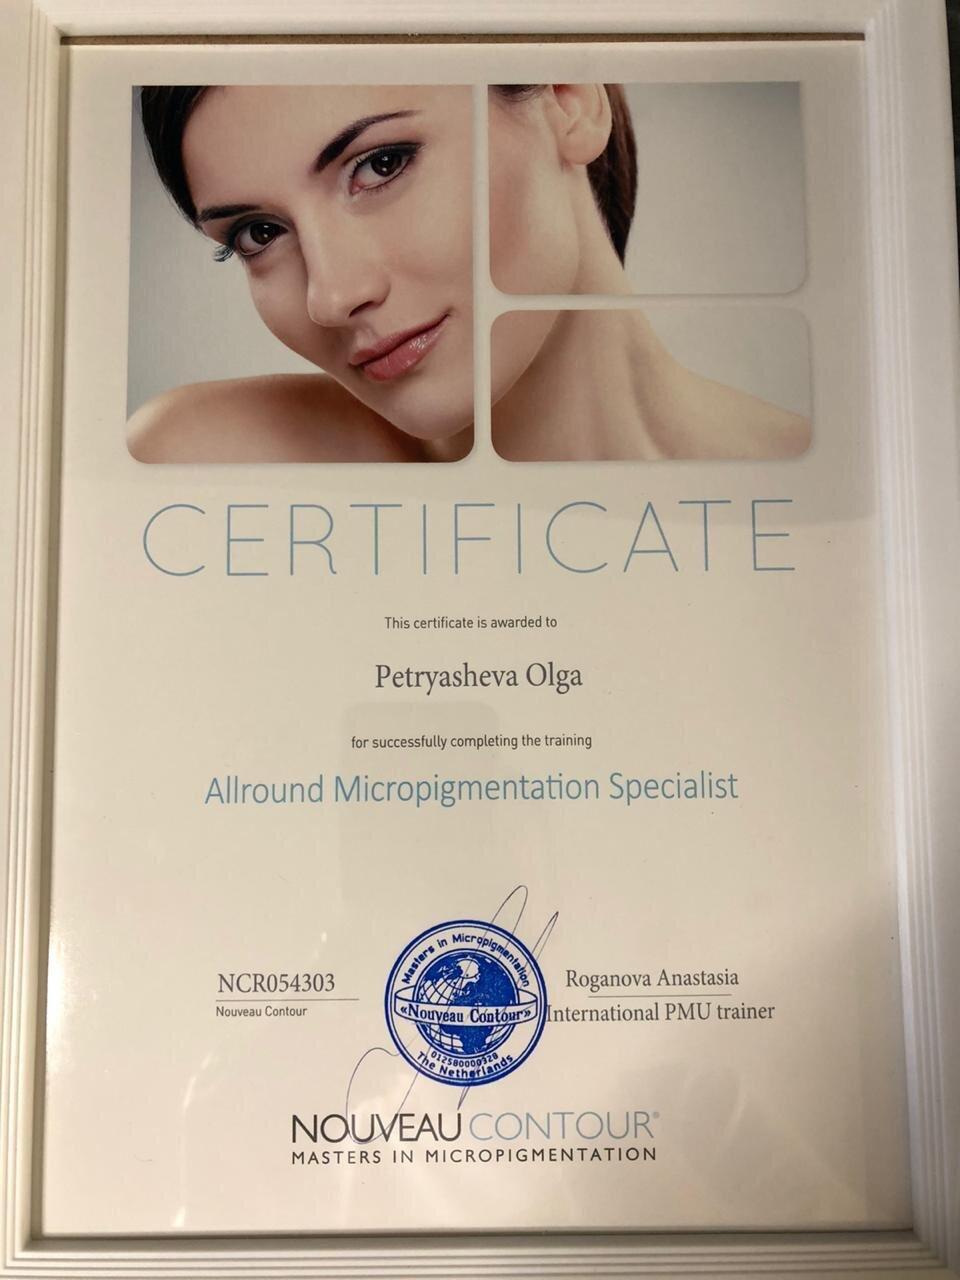 CERTIFICATE
This certificate is awarded to
Petryasheva Olga
for successfully completing the training
Allround Micropigmentation Specialist
NCR054303
Nouveau Contour
Masters in Micropigmentation
«Nouveau Contour»
012580000328
The Netherlands
Roganova Anastasia
International PMU trainer
NOUVEAU CONTOUR®
MASTERS IN MICROPIGMENTATION